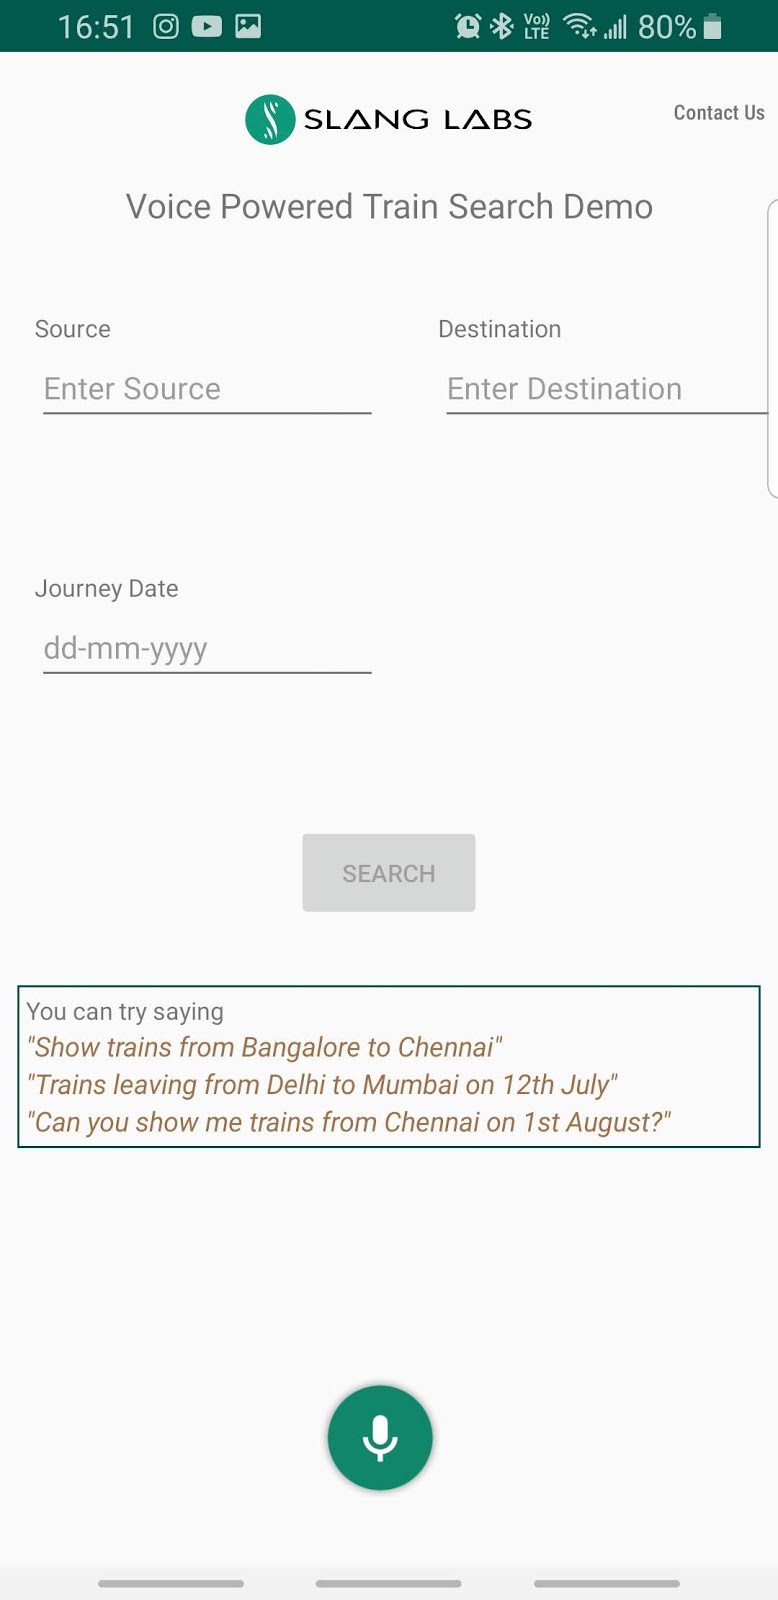 16:51 Vo)) LTE 80%
SLANG LABS
Contact Us
Voice Powered Train Search Demo
Source Destination
Enter Source Enter Destination
Journey Date
dd-mm-yyyy
SEARCH
You can try saying
"Show trains from Bangalore to Chennai"
"Trains leaving from Delhi to Mumbai on 12th July"
"Can you show me trains from Chennai on 1st August?"